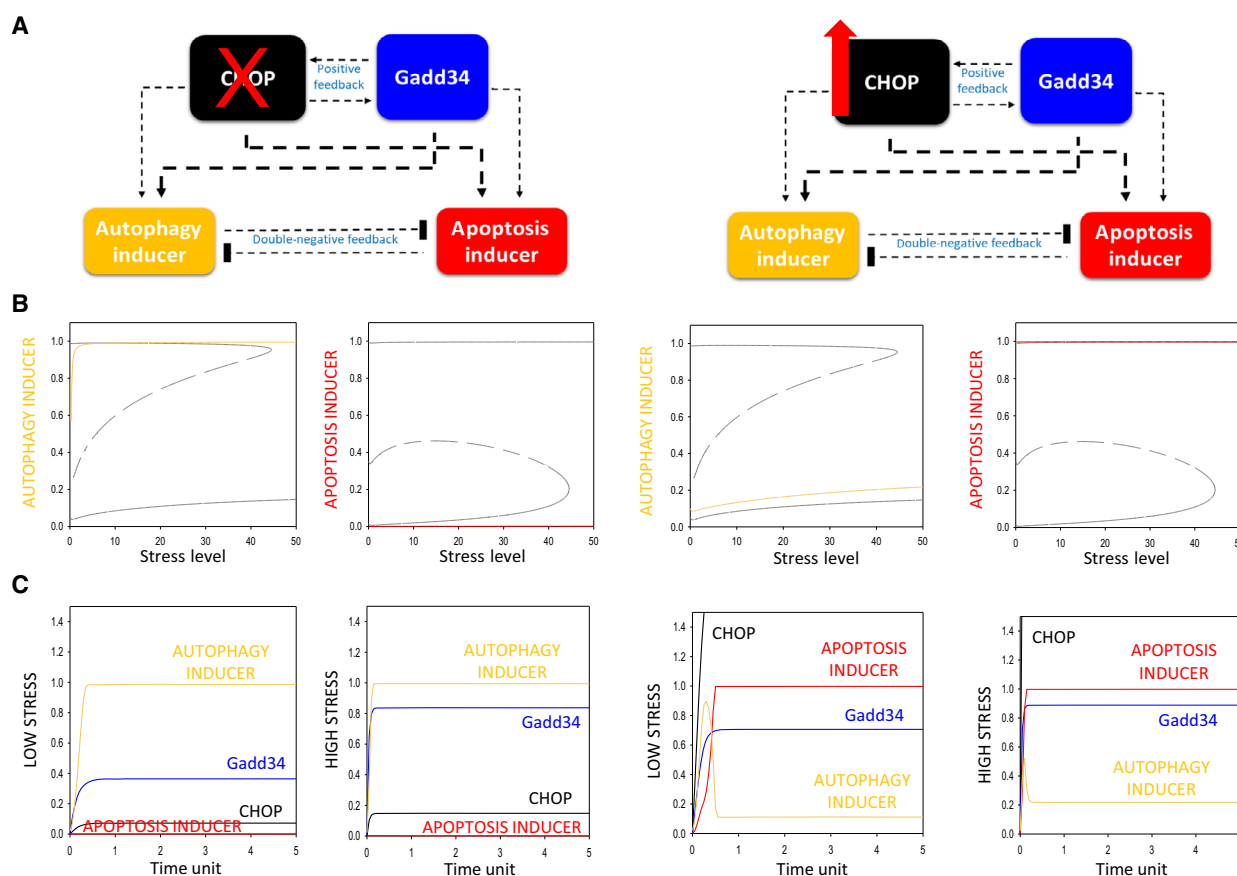 A
CHOP
Positive
feedback
Gadd34
Autophagy
inducer
Double-negative feedback
Apoptosis
inducer
CHOP
Positive
feedback
Gadd34
Autophagy
inducer
Double-negative feedback
Apoptosis
inducer
B
AUTOPHAGY INDUCER
1.0
0.8
0.6
0.4
0.2
0.0
0 10 20 30 40 50
Stress level
APOPTOSIS INDUCER
1.0
0.8
0.6
0.4
0.2
0.0
0 10 20 30 40 50
Stress level
AUTOPHAGY INDUCER
1.0
0.8
0.6
0.4
0.2
0.0
0 10 20 30 40 50
Stress level
APOPTOSIS INDUCER
1.0
0.8
0.6
0.4
0.2
0.0
0 10 20 30 40 50
Stress level
C
LOW STRESS
1.4
1.2
1.0
0.8
0.6
0.4
0.2
0.0
AUTOPHAGY
INDUCER
Gadd34
CHOP
APOPTOSIS INDUCER
0 1 2 3 4 5
Time unit
HIGH STRESS
1.4
1.2
1.0
0.8
0.6
0.4
0.2
0.0
AUTOPHAGY
INDUCER
Gadd34
CHOP
APOPTOSIS INDUCER
0 1 2 3 4 5
Time unit
LOW STRESS
1.4
1.2
1.0
0.8
0.6
0.4
0.2
0.0
CHOP
APOPTOSIS
INDUCER
Gadd34
AUTOPHAGY
INDUCER
0 1 2 3 4 5
Time unit
HIGH STRESS
1.4
1.2
1.0
0.8
0.6
0.4
0.2
0.0
CHOP
APOPTOSIS
INDUCER
Gadd34
AUTOPHAGY
INDUCER
0 1 2 3 4
Time unit